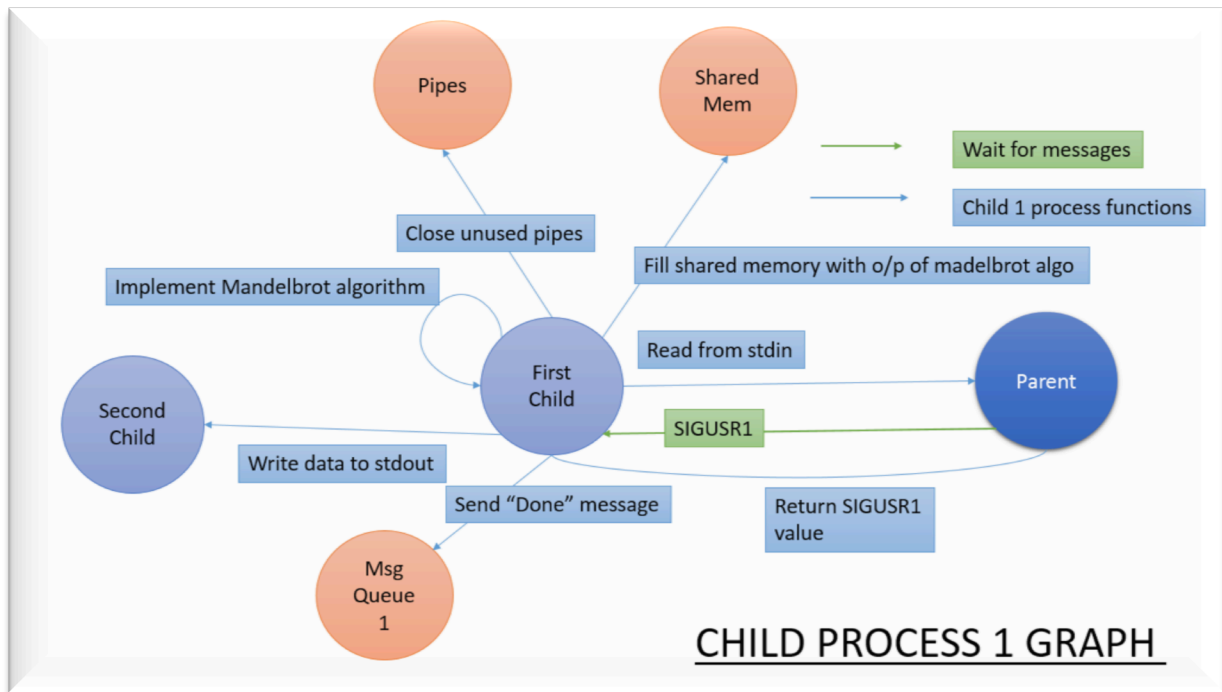 Pipes
Shared
Mem
Wait for messages
Child 1 process functions
Close unused pipes
Fill shared memory with o/p of madelbrot algo
Implement Mandelbrot algorithm
Read from stdin
First
Child
Parent
Second
Child
SIGUSR1
Write data to stdout
Send “Done” message
Return SIGUSR1
value
Msg
Queue
1
CHILD PROCESS 1 GRAPH